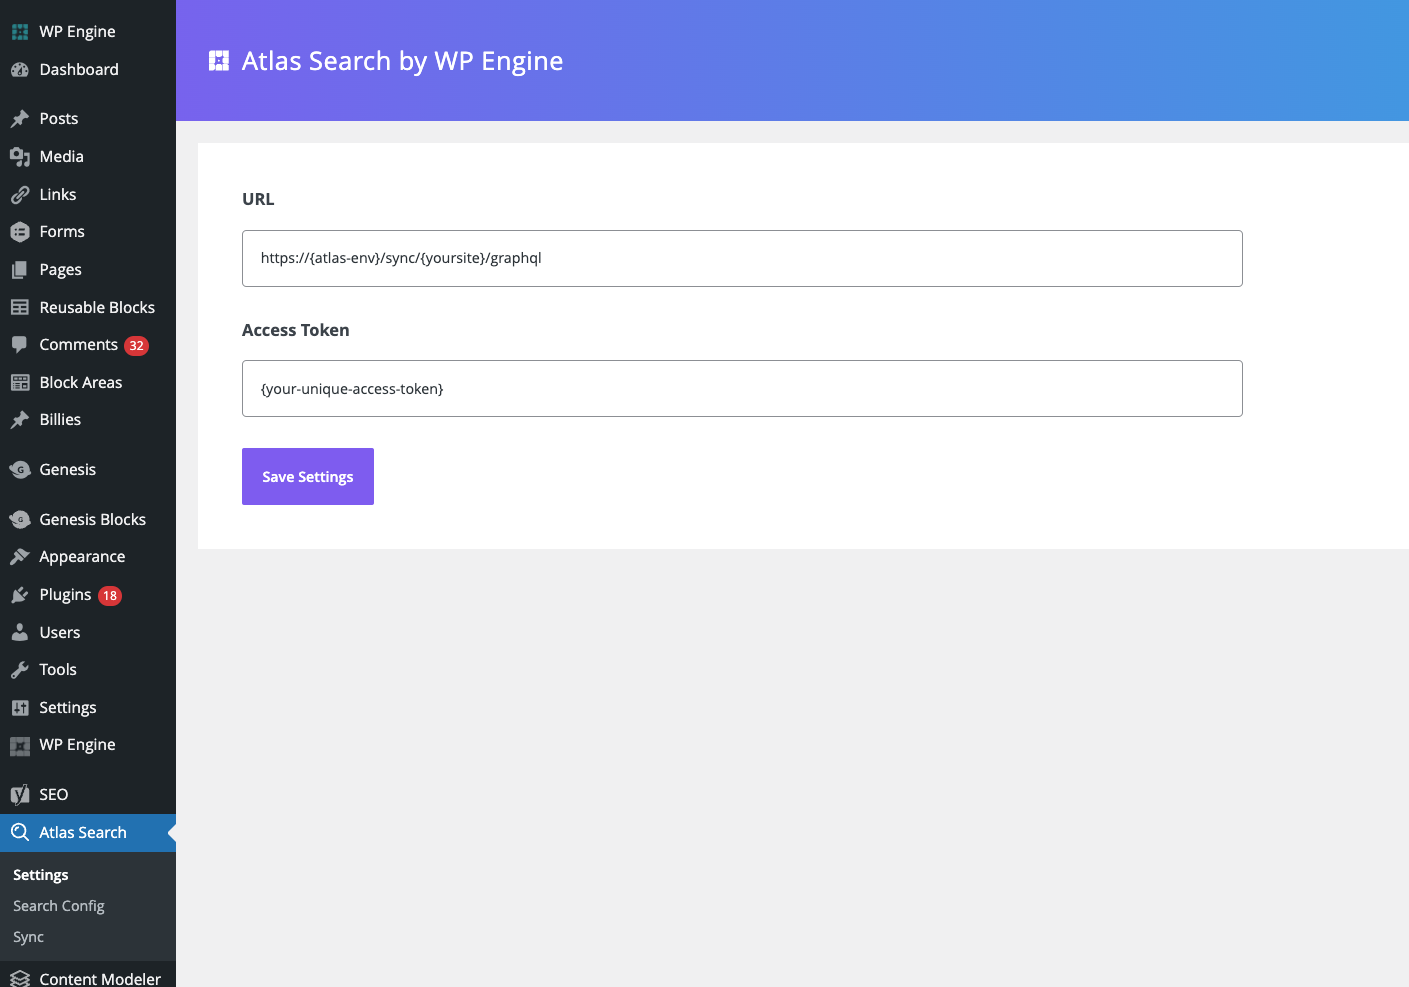 WP Engine
Dashboard
Posts
Media
Links
Forms
Pages
Reusable Blocks
Comments 32
Block Areas
Billies
Genesis
Genesis Blocks
Appearance
Plugins 18
Users
Tools
Settings
WP Engine
SEO
Atlas Search
Settings
Search Config
Sync
Content Modeler
Atlas Search by WP Engine
URL
https://{atlas-env}/sync/{yoursite}/graphql
Access Token
{your-unique-access-token}
Save Settings